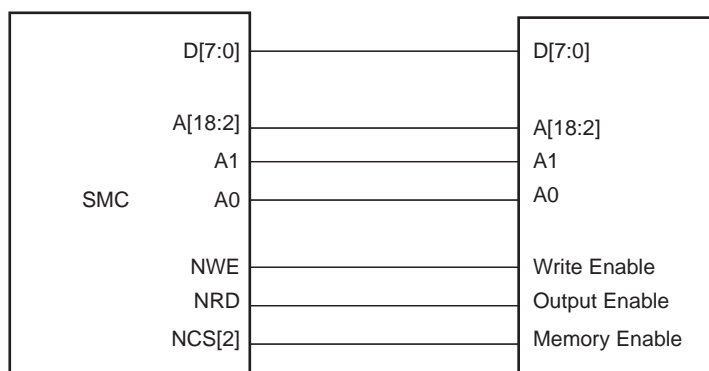 D[7:0] D[7:0]
A[18:2] A[18:2]
A1 A1
SMC A0 A0
NWE Write Enable
NRD Output Enable
NCS[2] Memory Enable